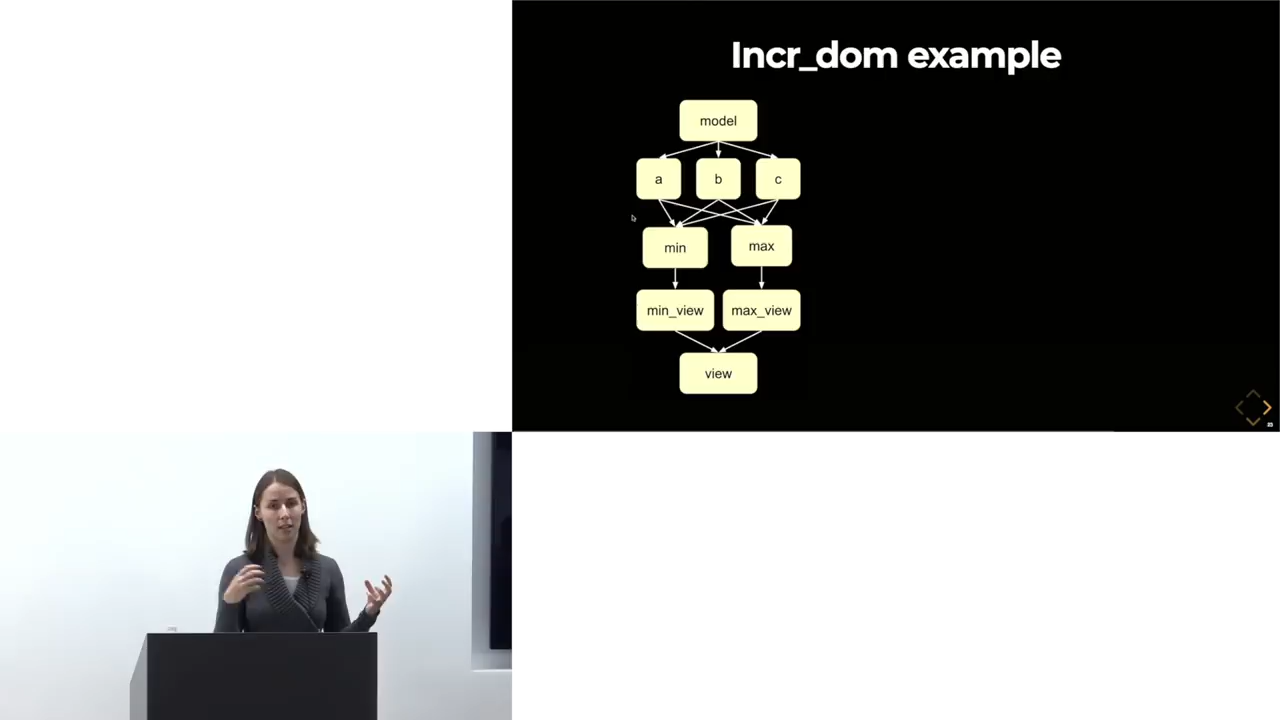 Incr_dom example
model
a b c
min max
min_view max_view
view